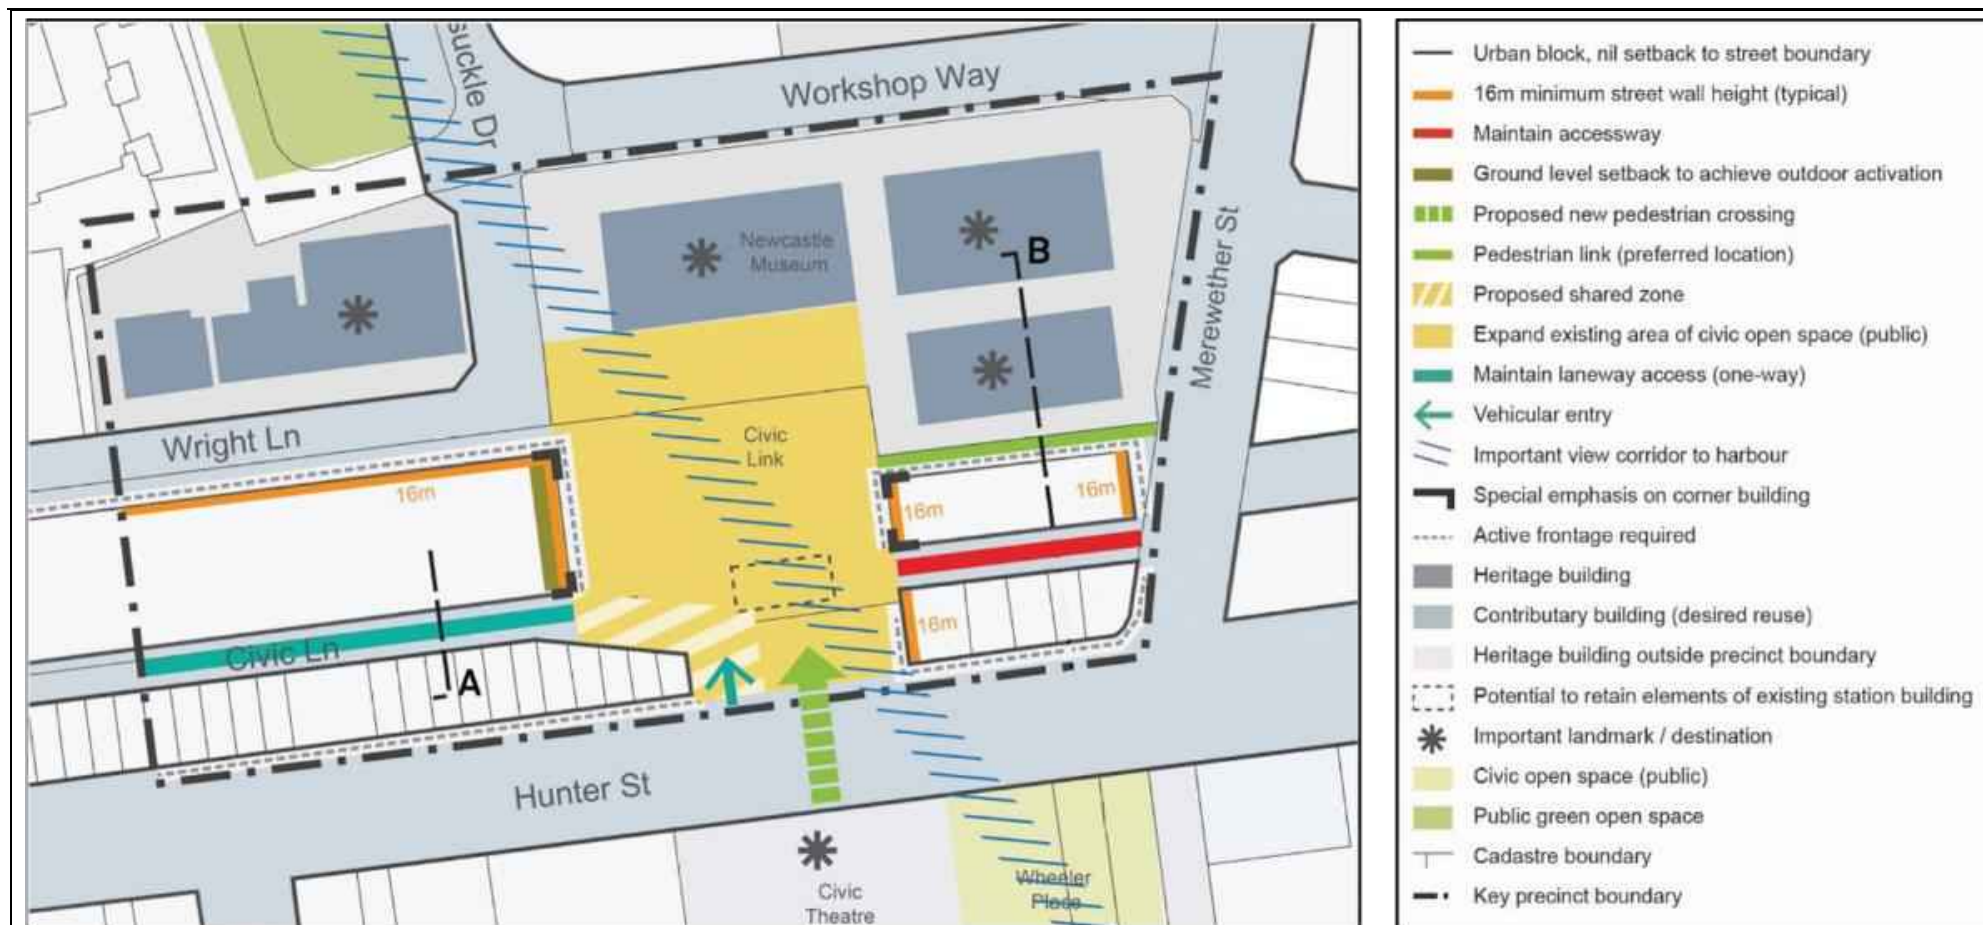 suckle Dr
Workshop Way
Newcastle
Museum
B
Merewether St
Wright Ln
Civic
Link
16m
16m
16m
16m
Civic Ln
A
Hunter St
Civic
Theatre
Wheeler
Place
Urban block, nil setback to street boundary
16m minimum street wall height (typical)
Maintain accessway
Ground level setback to achieve outdoor activation
Proposed new pedestrian crossing
Pedestrian link (preferred location)
Proposed shared zone
Expand existing area of civic open space (public)
Maintain laneway access (one-way)
Vehicular entry
Important view corridor to harbour
Special emphasis on corner building
Active frontage required
Heritage building
Contributary building (desired reuse)
Heritage building outside precinct boundary
Potential to retain elements of existing station building
Important landmark / destination
Civic open space (public)
Public green open space
Cadastre boundary
Key precinct boundary